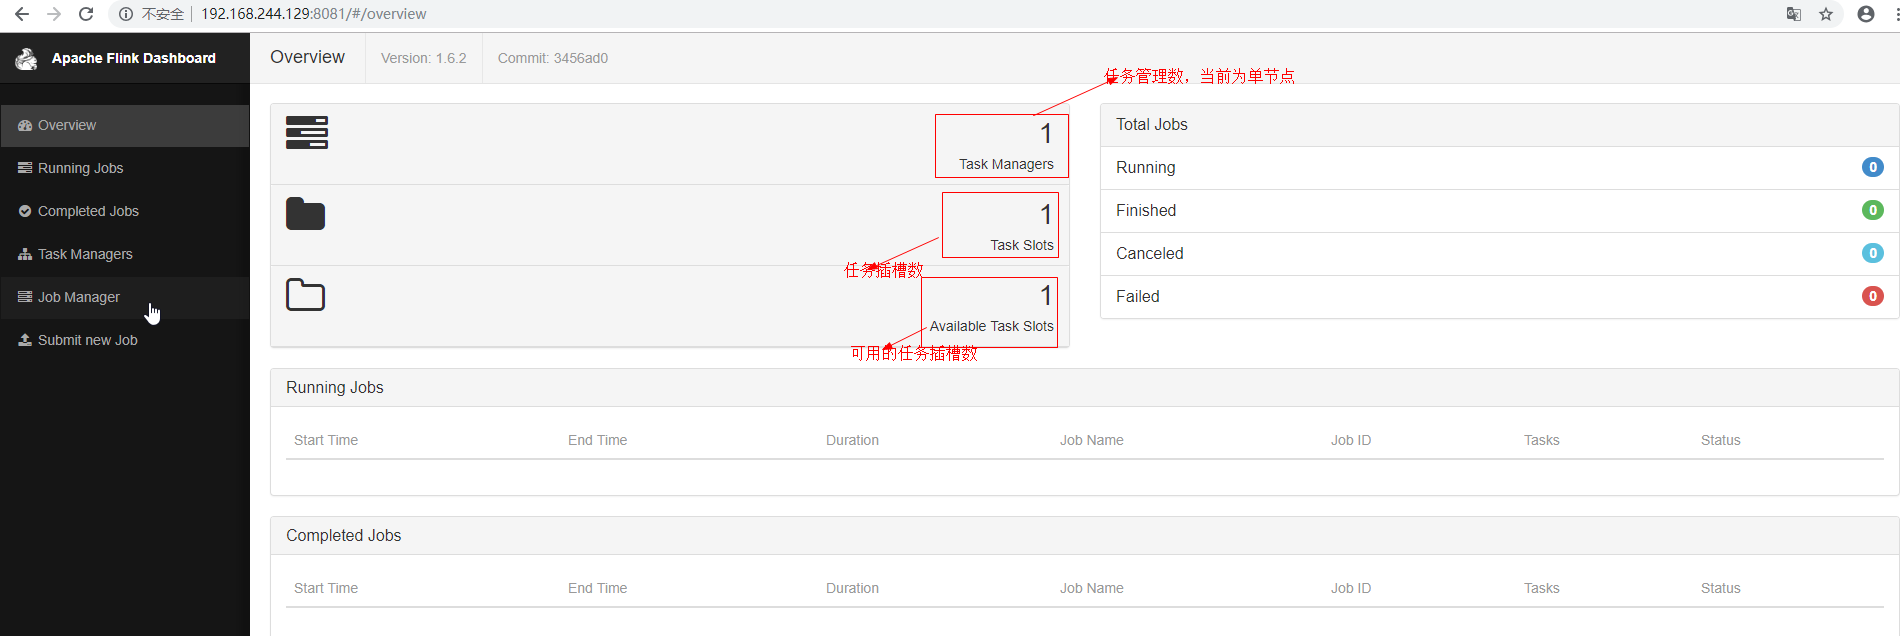 不安全 192.168.244.129:8081/#/overview
Apache Flink Dashboard
Overview
Running Jobs
Completed Jobs
Task Managers
Job Manager
Submit new Job
Overview Version: 1.6.2 Commit: 3456ad0
任务管理数，当前为单节点
1
Task Managers
1
Task Slots
任务插槽数
1
Available Task Slots
可用的任务插槽数
Total Jobs
Running 0
Finished 0
Canceled 0
Failed 0
Running Jobs
Start Time End Time Duration Job Name Job ID Tasks Status
Completed Jobs
Start Time End Time Duration Job Name Job ID Tasks Status